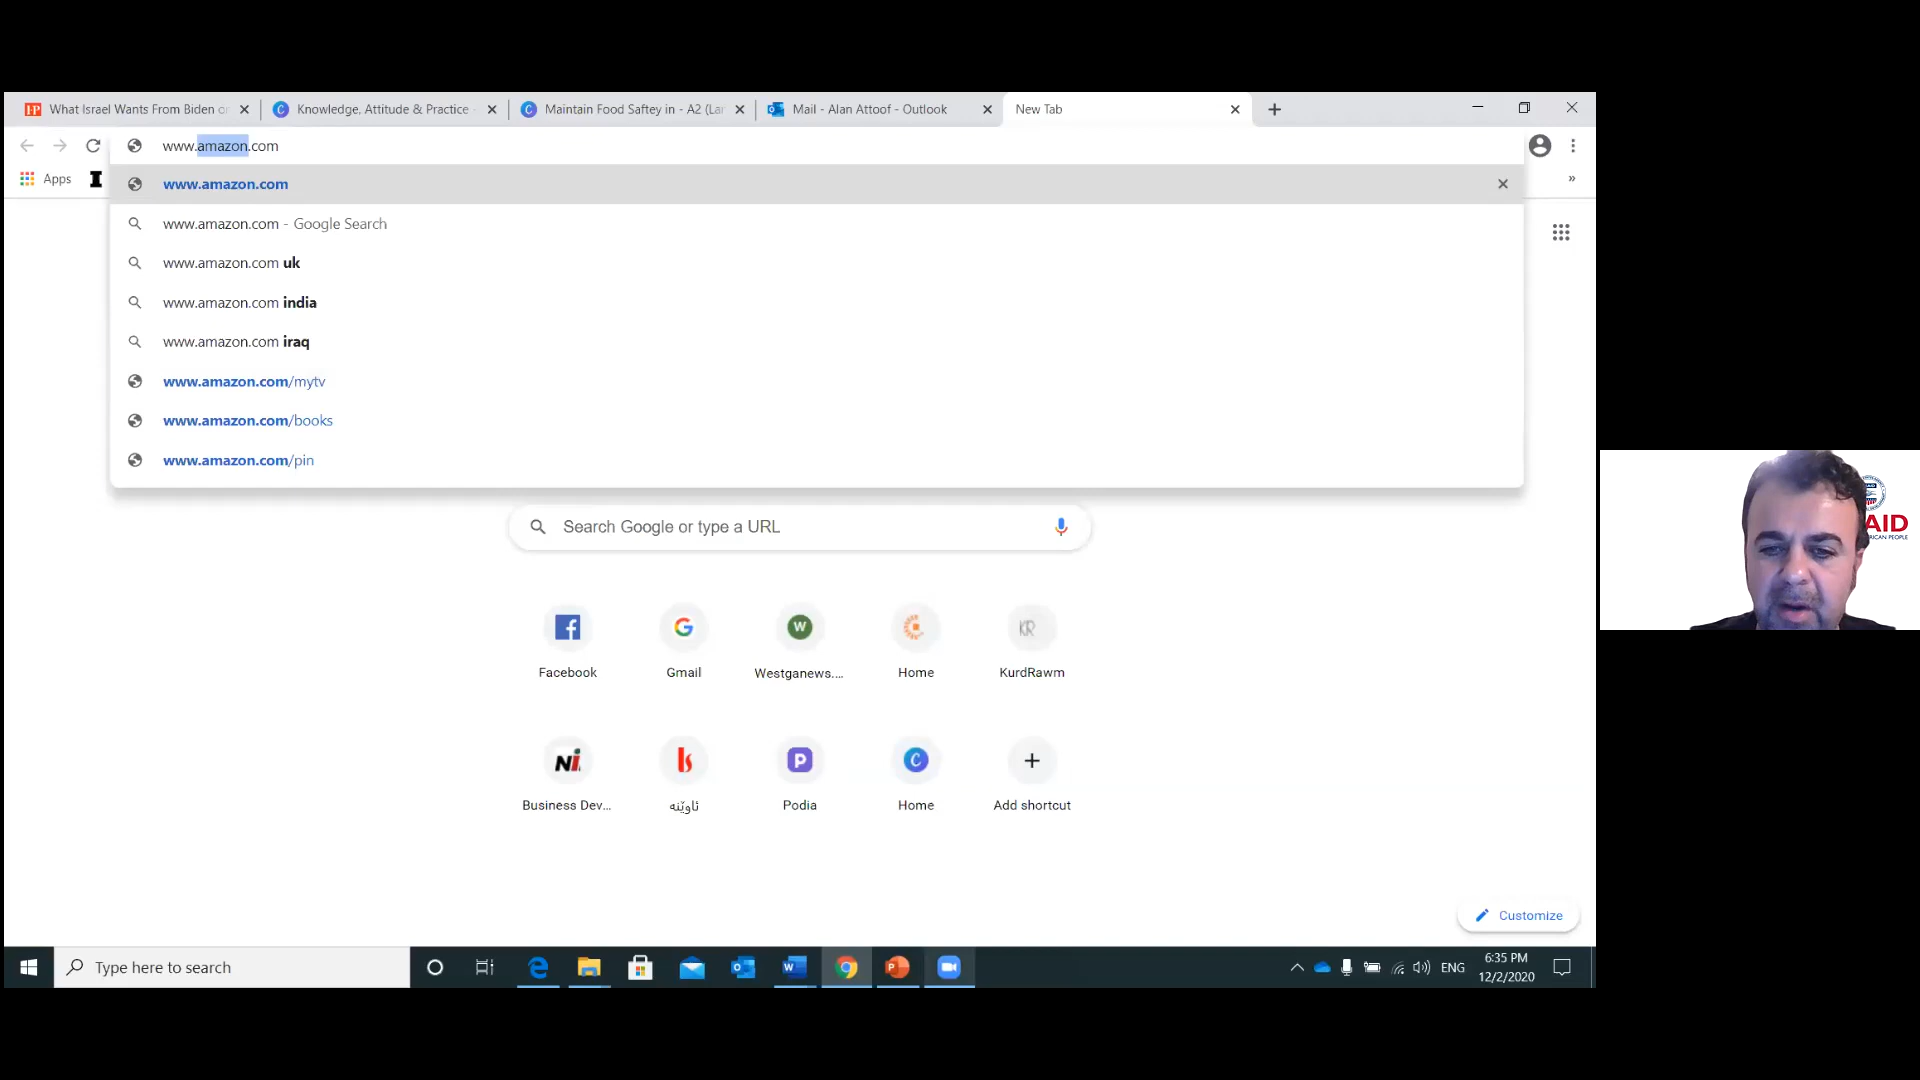 What Israel Wants From Biden or
Knowledge, Attitude & Practice
Maintain Food Saftey in - A2 (Lar
Mail - Alan Attoof - Outlook
New Tab
www.amazon.com
Apps
»
www.amazon.com
www.amazon.com - Google Search
www.amazon.com uk
www.amazon.com india
www.amazon.com iraq
www.amazon.com/mytv
www.amazon.com/books
www.amazon.com/pin
Search Google or type a URL
Facebook
Gmail
Westganews....
Home
KurdRawm
Business Dev...
ئاوێنە
Podia
Home
Add shortcut
Customize
Type here to search
ENG
6:35 PM
12/2/2020
AID
RICAN PEOPLE